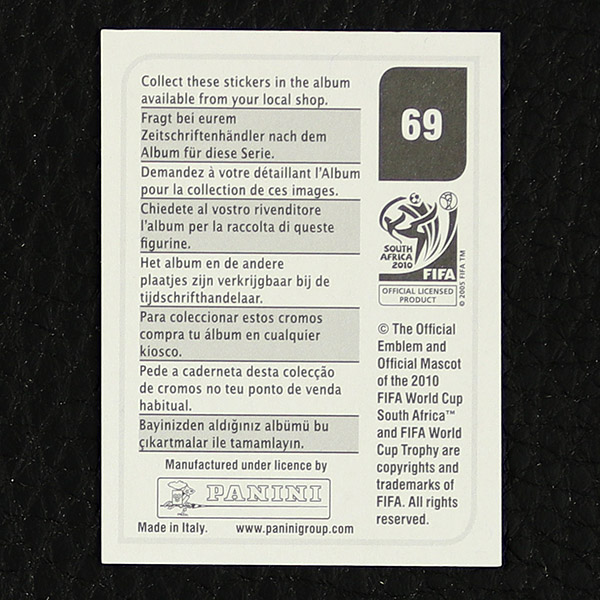 Collect these stickers in the album
available from your local shop.
Fragt bei eurem
Zeitschriftenhändler nach dem
Album für diese Serie.
Demandez à votre détaillant l'Album
pour la collection de ces images.
Chiedete al vostro rivenditore
l'album per la raccolta di queste
figurine.
Het album en de andere
plaatjes zijn verkrijgbaar bij de
tijdschrifthandelaar.
Para coleccionar estos cromos
compra tu álbum en cualquier
kiosco.
Pede a caderneta desta colecção
de cromos no teu ponto de venda
habitual.
Bayinizden aldığınız albümü bu
çıkartmalar ile tamamlayın.
Manufactured under licence by
PANINI
Made in Italy. www.paninigroup.com
69
SOUTH
AFRICA
2010
FIFA
OFFICIAL LICENSED
PRODUCT
© 2005 FIFA TM
© The Official
Emblem and
Official Mascot
of the 2010
FIFA World Cup
South Africa™
and FIFA World
Cup Trophy are
copyrights and
trademarks of
FIFA. All rights
reserved.